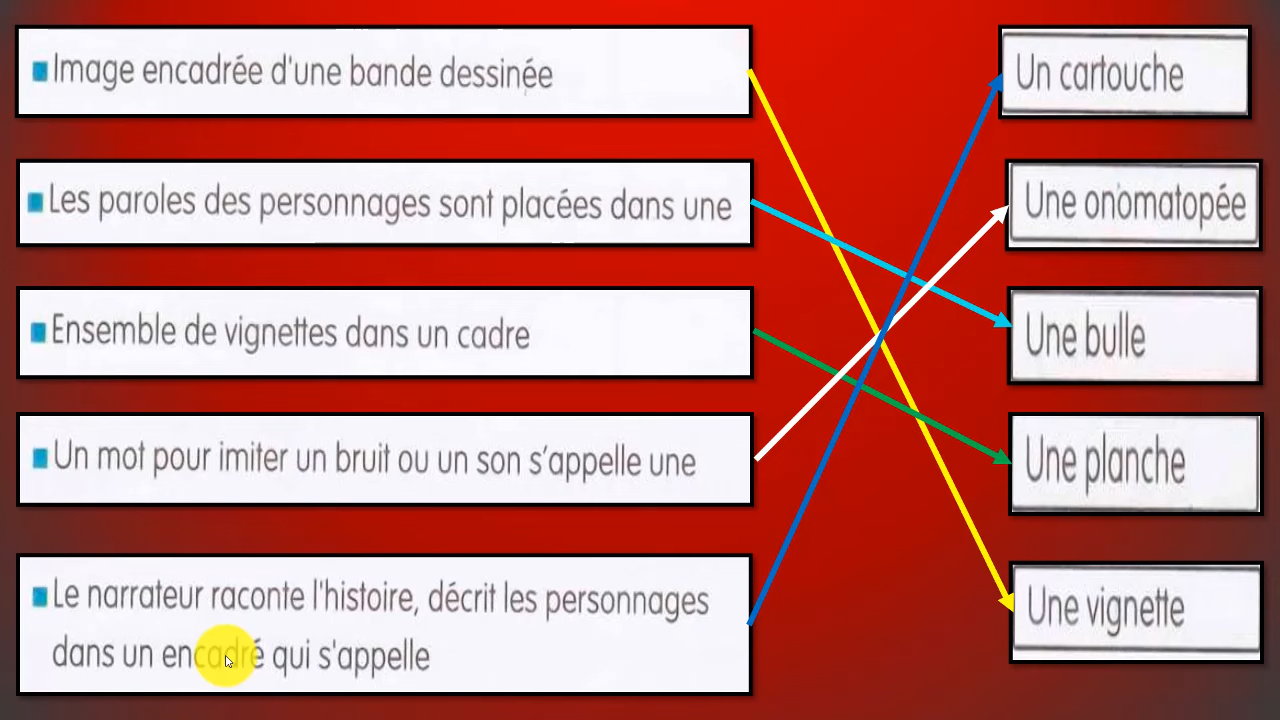 Image encadrée d'une bande dessinée
Un cartouche
Les paroles des personnages sont placées dans une
Une onomatopée
Ensemble de vignettes dans un cadre
Une bulle
Un mot pour imiter un bruit ou un son s'appelle une
Une planche
Le narrateur raconte l'histoire, décrit les personnages
dans un encadré qui s'appelle
Une vignette